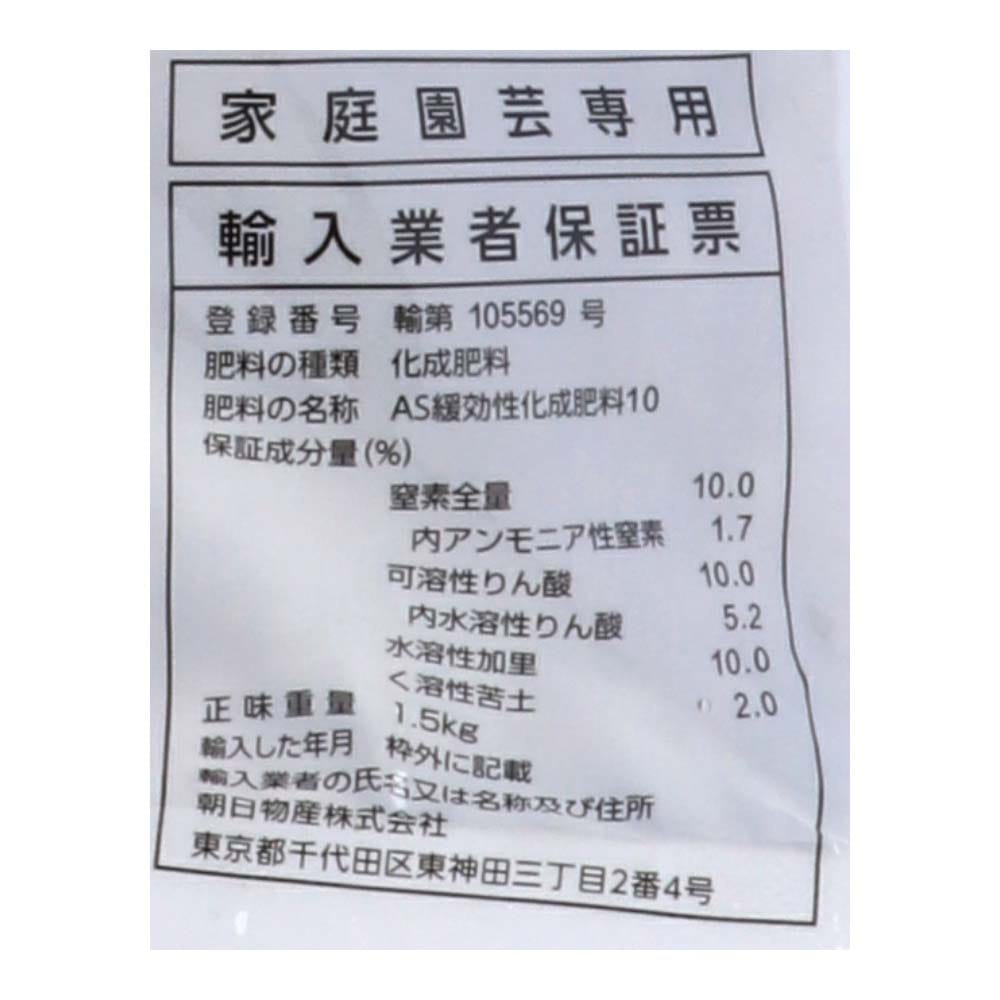 家庭園芸専用
輸入業者保証票
登録番号 輸第 105569 号
肥料の種類 化成肥料
肥料の名称 AS緩効性化成肥料10
保証成分量(%)
窒素全量 10.0
内アンモニア性窒素 1.7
可溶性りん酸 10.0
内水溶性りん酸 5.2
水溶性加里 10.0
く溶性苦土 2.0
正味重量 1.5kg
輸入した年月 枠外に記載
輸入業者の氏名又は名称及び住所
朝日物産株式会社
東京都千代田区東神田三丁目2番4号